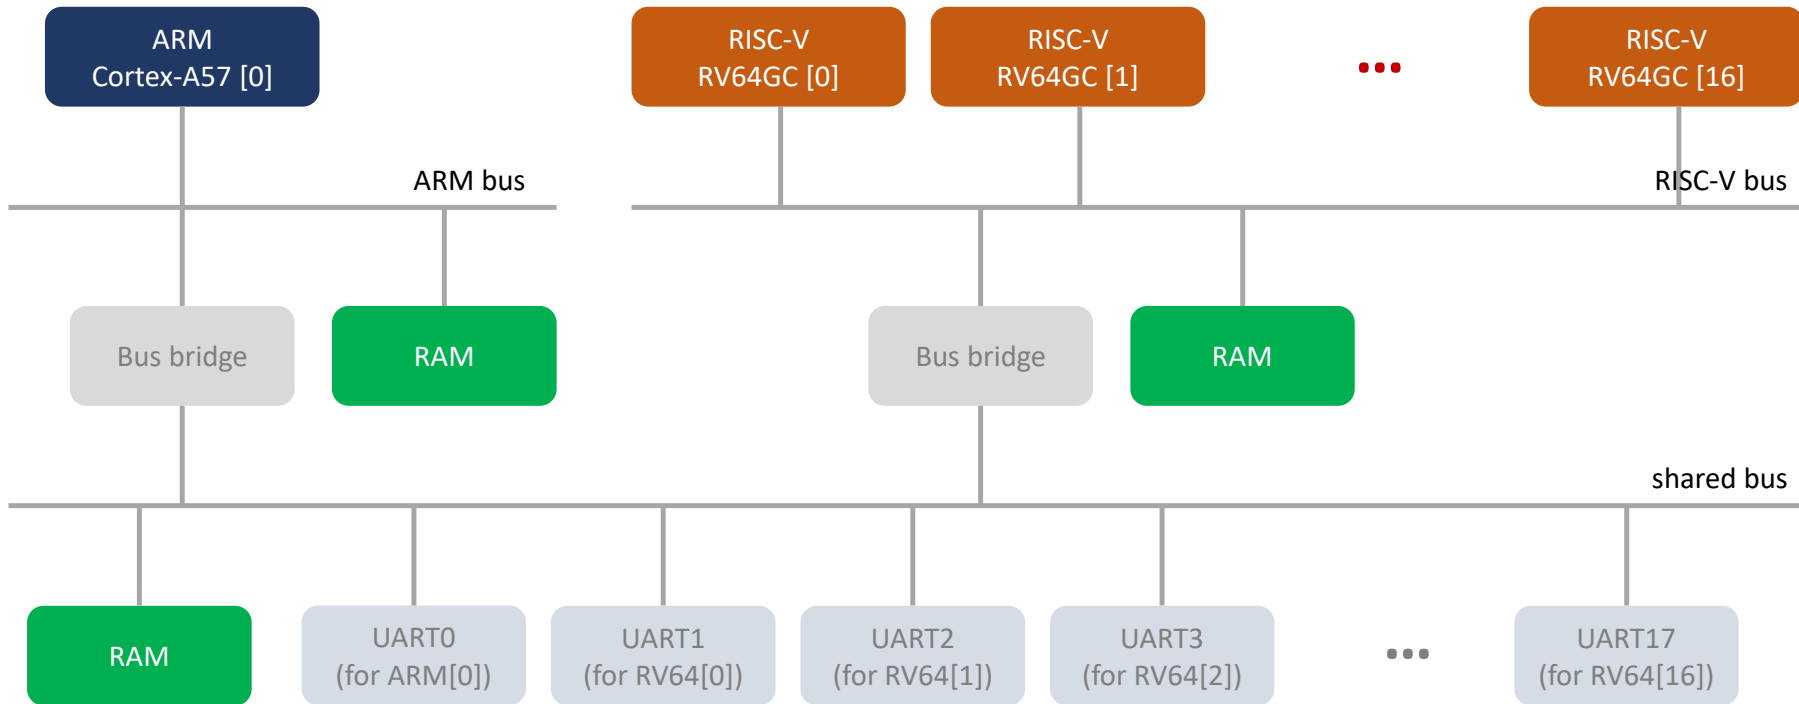 ARM
Cortex-A57 [0]
RISC-V
RV64GC [0]
RISC-V
RV64GC [1]
...
RISC-V
RV64GC [16]
ARM bus
RISC-V bus
Bus bridge
RAM
Bus bridge
RAM
shared bus
RAM
UART0
(for ARM[0])
UART1
(for RV64[0])
UART2
(for RV64[1])
UART3
(for RV64[2])
...
UART17
(for RV64[16])